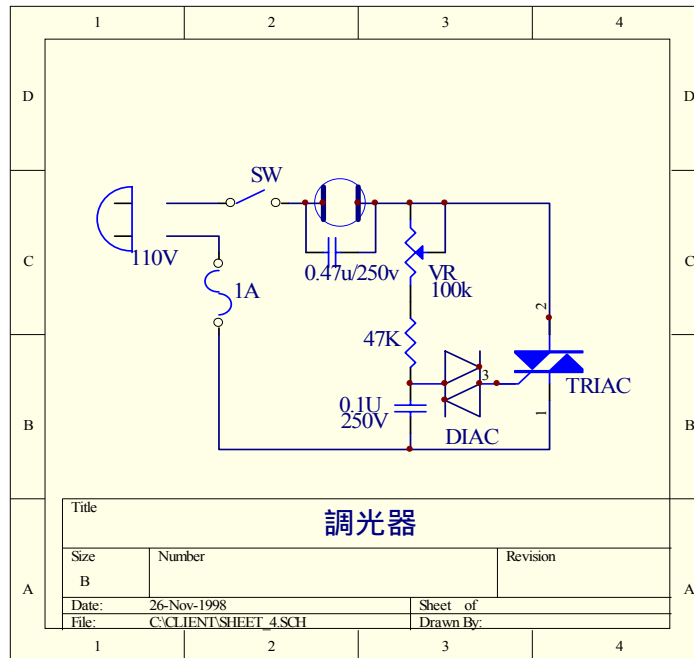 1 2 3 4
D D
SW
C C
110V
0.47u/250v
VR
100k
1A
2
47K
3
TRIAC
0.1U
250V
DIAC
1
B B
Title
調光器
Size Number Revision
B
A A
Date: 26-Nov-1998 Sheet of
File: C:\CLIENT\SHEET_4.SCH Drawn By:
1 2 3 4